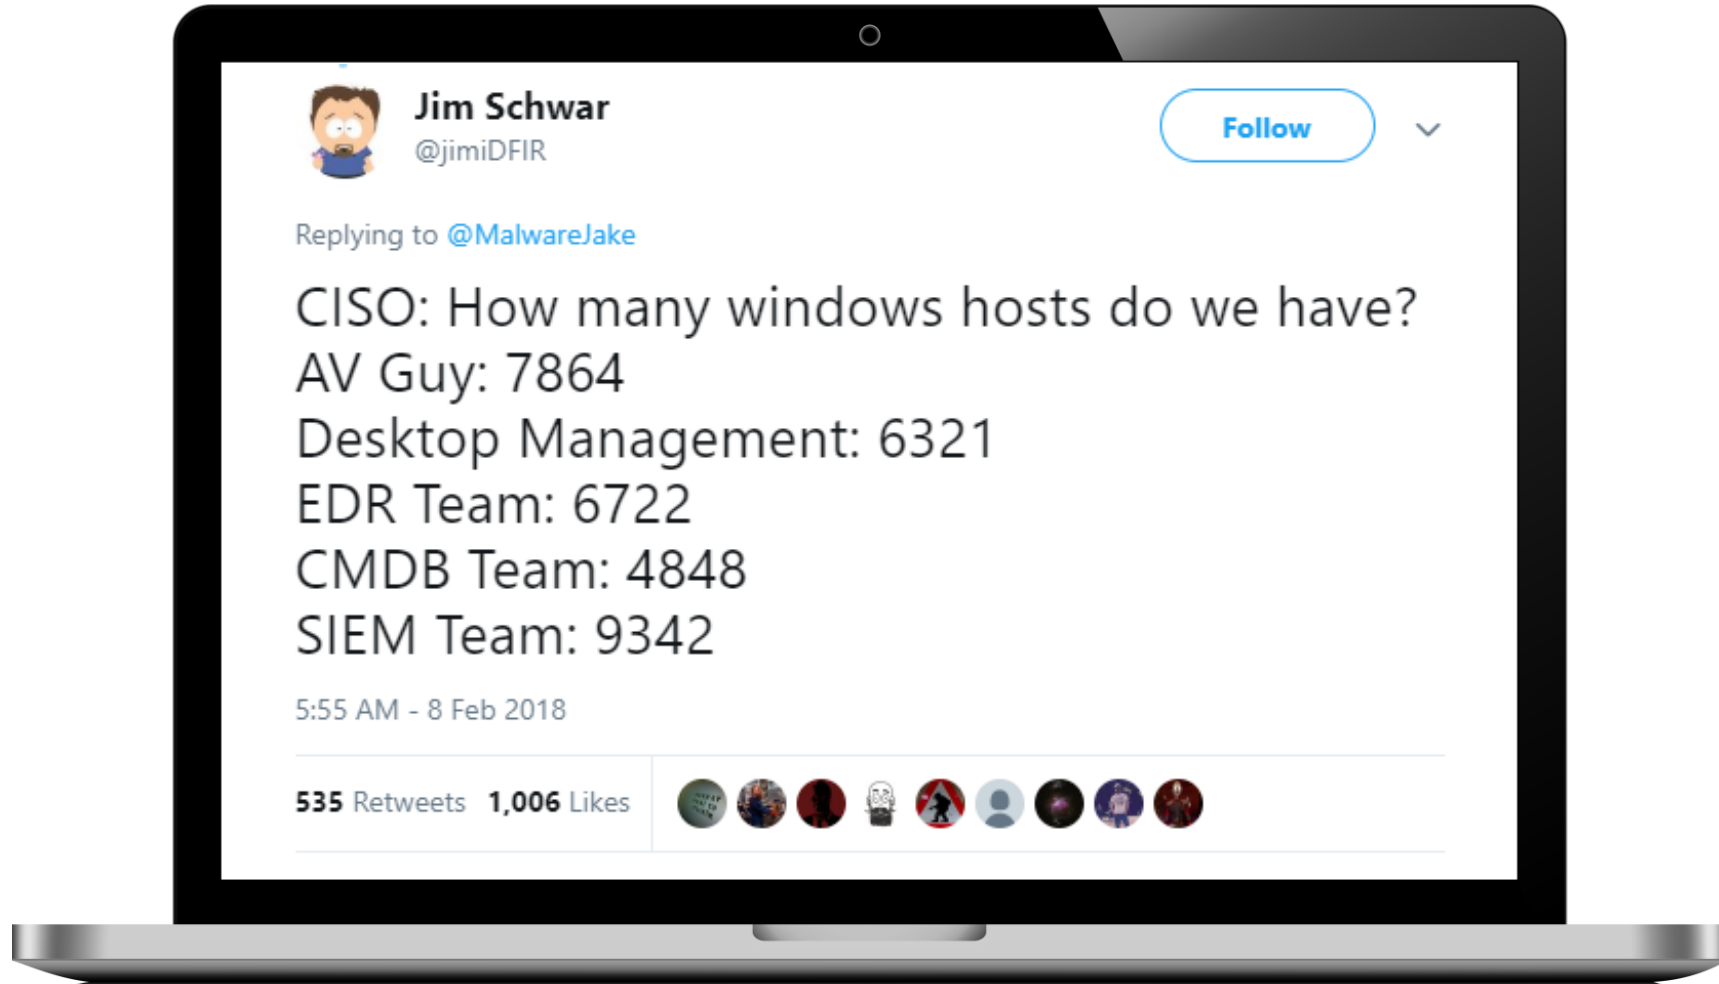 Jim Schwar
@jimiDFIR
Follow
Replying to @MalwareJake
CISO: How many windows hosts do we have?
AV Guy: 7864
Desktop Management: 6321
EDR Team: 6722
CMDB Team: 4848
SIEM Team: 9342
5:55 AM - 8 Feb 2018
535 Retweets 1,006 Likes